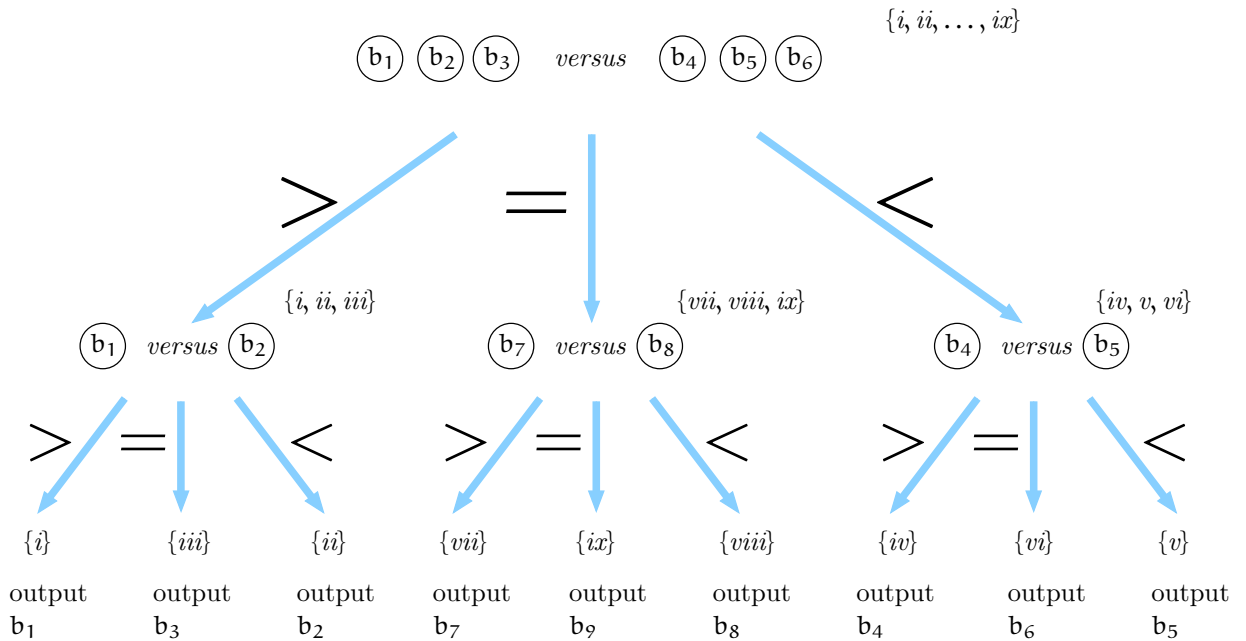 {i, ii, . . . , ix}
b₁ b₂ b₃ versus b₄ b₅ b₆
> = <
{i, ii, iii} {vii, viii, ix} {iv, v, vi}
b₁ versus b₂ b₇ versus b₈ b₄ versus b₅
> = < > = < > = <
{i} {iii} {ii} {vii} {ix} {viii} {iv} {vi} {v}
output output output output output output output output output
b₁ b₃ b₂ b₇ b₉ b₈ b₄ b₆ b₅